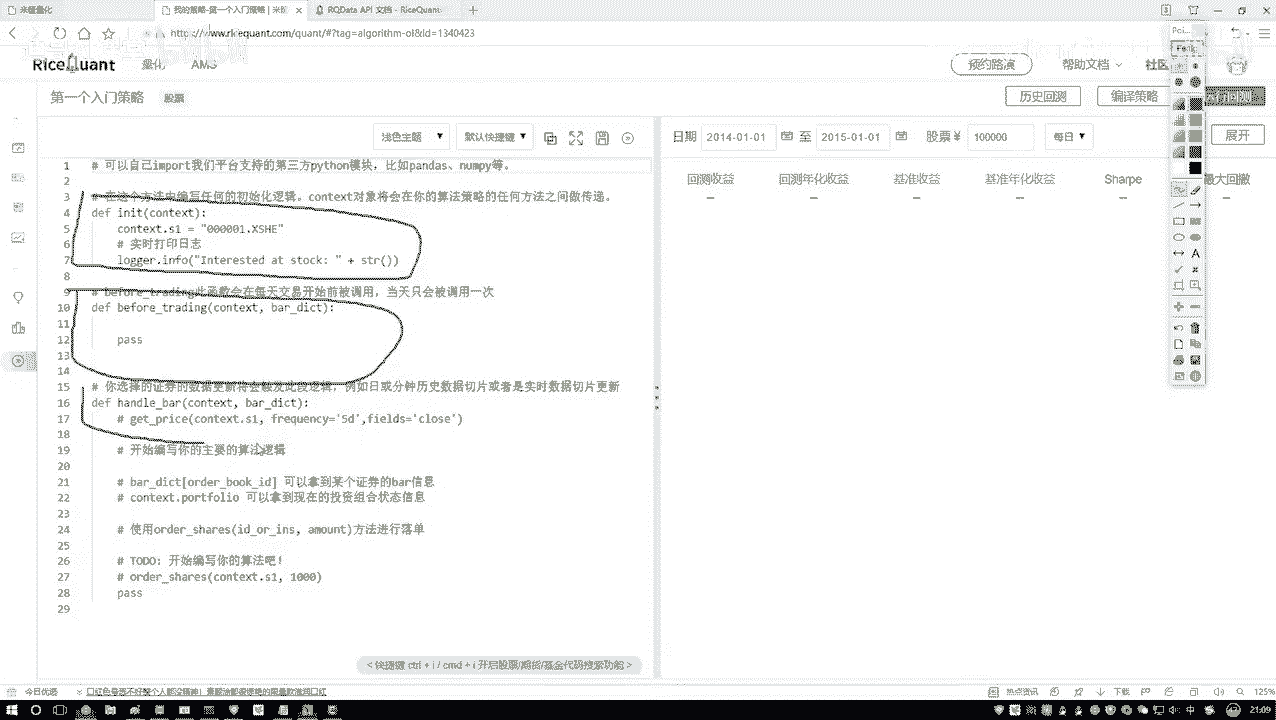 来橙量化
我的策略-第一个入门策略 | 米
RQData API 文档 - RiceQuant
https://www.ricequant.com/quant/#?tag=algorithm-ol&id=1340423
RiceQuant
量化
AMS
预约路演
帮助文档
社区
第一个入门策略
股票
历史回测
编译策略
浅色主题
默认快捷键
日期
2014-01-01
至
2015-01-01
股票 ¥
100000
每日
展开
回测收益
回测年化收益
基准收益
基准年化收益
Sharpe
最大回撤
1 # 可以自己import我们平台支持的第三方python模块，比如pandas、numpy等。
2
3 # 在这个方法中编写任何的初始化逻辑。context对象将会在你的算法策略的任何方法之间做传递。
4 def init(context):
5 context.s1 = "000001.XSHE"
6 # 实时打印日志
7 logger.info("Interested at stock: " + str())
8
9 # before_trading此函数会在每天交易开始前被调用，当天只会被调用一次
10 def before_trading(context, bar_dict):
11
12 pass
13
14
15 # 你选择的证券的数据更新将会触发此段逻辑，例如日或分钟历史数据切片或者是实时数据切片更新
16 def handle_bar(context, bar_dict):
17 # get_price(context.s1, frequency='5d',fields='close')
18
19 # 开始编写你的主要的算法逻辑
20
21 # bar_dict[order_book_id] 可以拿到某个证券的bar信息
22 # context.portfolio 可以拿到现在的投资组合状态信息
23
24 # 使用order_shares(id_or_ins, amount)方法进行落单
25
26 # TODO: 开始编写你的算法吧！
27 # order_shares(context.s1, 1000)
28 pass
29
< 快捷键 ctrl + i / cmd + i 开启股票/期货/基金代码搜索功能 >
今日优选
热点资讯
下载
125%
21:09